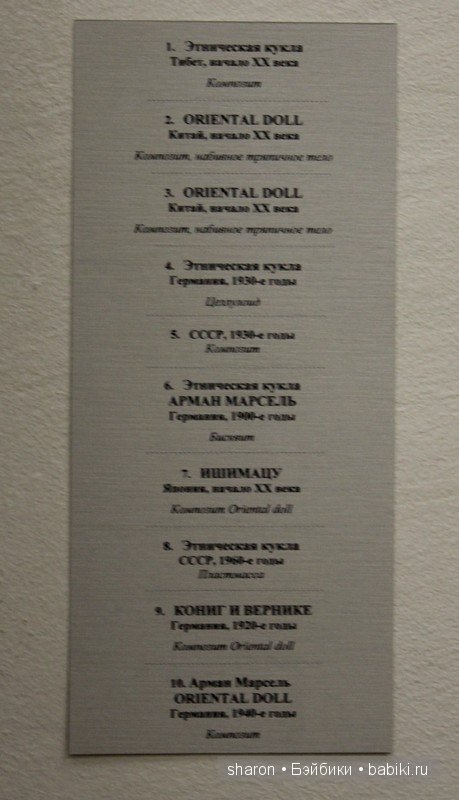 1. Этническая кукла
Тибет, начало XX века
Композит
2. ORIENTAL DOLL
Китай, начало XX века
Композит, набивное тряпичное тело
3. ORIENTAL DOLL
Китай, начало XX века
Композит, набивное тряпичное тело
4. Этническая кукла
Германия, 1930-е годы
Целлулоид
5. СССР, 1930-е годы
Композит
6. Этническая кукла
АРМАН МАРСЕЛЬ
Германия, 1900-е годы
Бисквит
7. ИШИМАЦУ
Япония, начало XX века
Композит Oriental doll
8. Этническая кукла
СССР, 1960-е годы
Пластмасса
9. КОНИГ И ВЕРНИКЕ
Германия, 1920-е годы
Композит Oriental doll
10. Арман Марсель
ORIENTAL DOLL
Германия, 1940-е годы
Композит
sharon • Бэйбики • babiki.ru